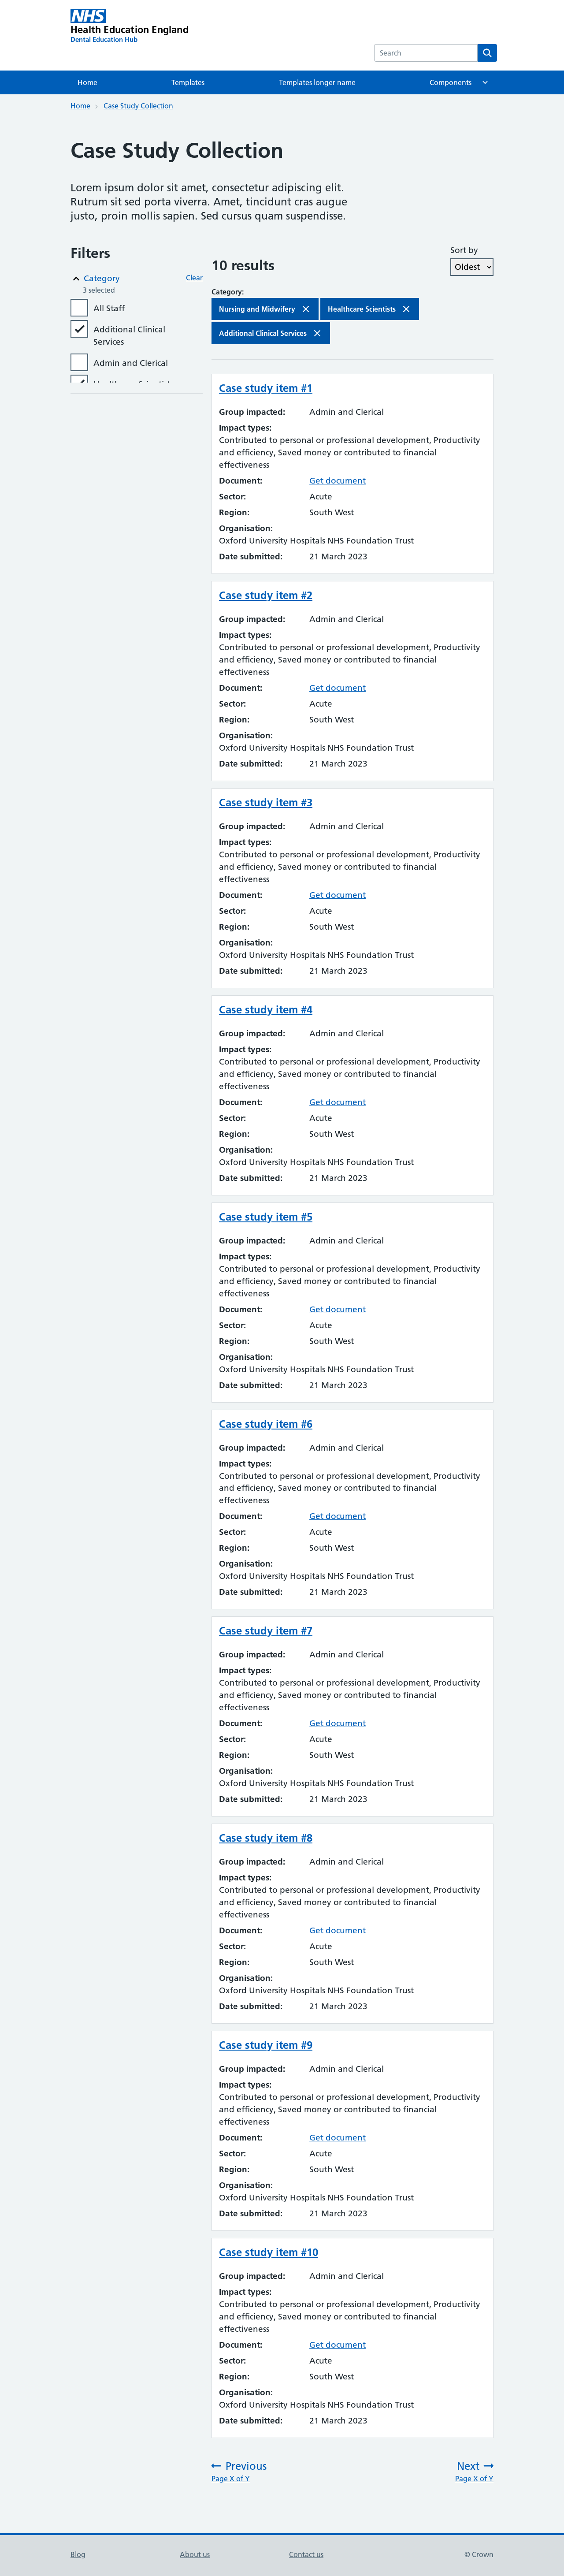 NHS
Health Education England
Dental Education Hub
Search
Home
Templates
Templates longer name
Components
Home
Case Study Collection
Case Study Collection
Lorem ipsum dolor sit amet, consectetur adipiscing elit.
Rutrum sit sed porta viverra. Amet, tincidunt cras augue
justo, proin mollis sapien. Sed cursus quam suspendisse.
Filters
Category
Clear
3 selected
All Staff
Additional Clinical
Services
Admin and Clerical
Healthcare Scientists
10 results
Sort by
Oldest
Category:
Nursing and Midwifery
Healthcare Scientists
Additional Clinical Services
Case study item #1
Group impacted: Admin and Clerical
Impact types:
Contributed to personal or professional development, Productivity
and efficiency, Saved money or contributed to financial
effectiveness
Document: Get document
Sector: Acute
Region: South West
Organisation:
Oxford University Hospitals NHS Foundation Trust
Date submitted: 21 March 2023
Case study item #2
Group impacted: Admin and Clerical
Impact types:
Contributed to personal or professional development, Productivity
and efficiency, Saved money or contributed to financial
effectiveness
Document: Get document
Sector: Acute
Region: South West
Organisation:
Oxford University Hospitals NHS Foundation Trust
Date submitted: 21 March 2023
Case study item #3
Group impacted: Admin and Clerical
Impact types:
Contributed to personal or professional development, Productivity
and efficiency, Saved money or contributed to financial
effectiveness
Document: Get document
Sector: Acute
Region: South West
Organisation:
Oxford University Hospitals NHS Foundation Trust
Date submitted: 21 March 2023
Case study item #4
Group impacted: Admin and Clerical
Impact types:
Contributed to personal or professional development, Productivity
and efficiency, Saved money or contributed to financial
effectiveness
Document: Get document
Sector: Acute
Region: South West
Organisation:
Oxford University Hospitals NHS Foundation Trust
Date submitted: 21 March 2023
Case study item #5
Group impacted: Admin and Clerical
Impact types:
Contributed to personal or professional development, Productivity
and efficiency, Saved money or contributed to financial
effectiveness
Document: Get document
Sector: Acute
Region: South West
Organisation:
Oxford University Hospitals NHS Foundation Trust
Date submitted: 21 March 2023
Case study item #6
Group impacted: Admin and Clerical
Impact types:
Contributed to personal or professional development, Productivity
and efficiency, Saved money or contributed to financial
effectiveness
Document: Get document
Sector: Acute
Region: South West
Organisation:
Oxford University Hospitals NHS Foundation Trust
Date submitted: 21 March 2023
Case study item #7
Group impacted: Admin and Clerical
Impact types:
Contributed to personal or professional development, Productivity
and efficiency, Saved money or contributed to financial
effectiveness
Document: Get document
Sector: Acute
Region: South West
Organisation:
Oxford University Hospitals NHS Foundation Trust
Date submitted: 21 March 2023
Case study item #8
Group impacted: Admin and Clerical
Impact types:
Contributed to personal or professional development, Productivity
and efficiency, Saved money or contributed to financial
effectiveness
Document: Get document
Sector: Acute
Region: South West
Organisation:
Oxford University Hospitals NHS Foundation Trust
Date submitted: 21 March 2023
Case study item #9
Group impacted: Admin and Clerical
Impact types:
Contributed to personal or professional development, Productivity
and efficiency, Saved money or contributed to financial
effectiveness
Document: Get document
Sector: Acute
Region: South West
Organisation:
Oxford University Hospitals NHS Foundation Trust
Date submitted: 21 March 2023
Case study item #10
Group impacted: Admin and Clerical
Impact types:
Contributed to personal or professional development, Productivity
and efficiency, Saved money or contributed to financial
effectiveness
Document: Get document
Sector: Acute
Region: South West
Organisation:
Oxford University Hospitals NHS Foundation Trust
Date submitted: 21 March 2023
Previous
Page X of Y
Next
Page X of Y
Blog
About us
Contact us
© Crown